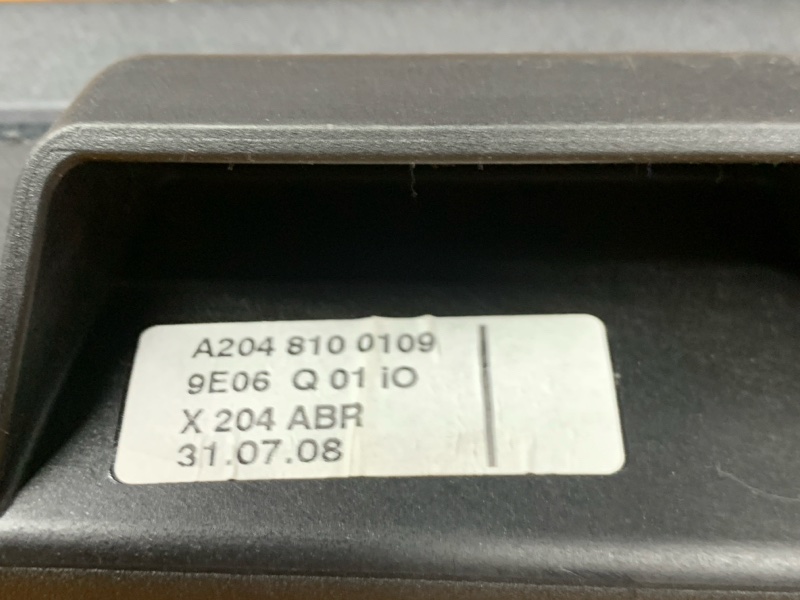 A204 810 0109
9E06 Q 01 iO
X 204 ABR
31.07.08